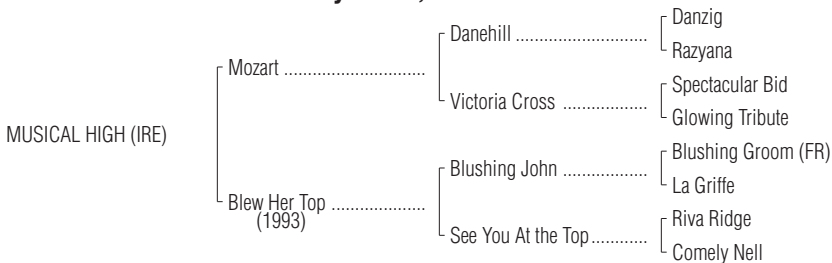 Danzig
Danehill ........................
Razyana
Mozart .............................
Spectacular Bid
Victoria Cross ..................
Glowing Tribute
MUSICAL HIGH (IRE)
Blushing Groom (FR)
Blushing John ..................
La Griffe
Blew Her Top ....................
(1993)
Riva Ridge
See You At the Top............
Comely Nell